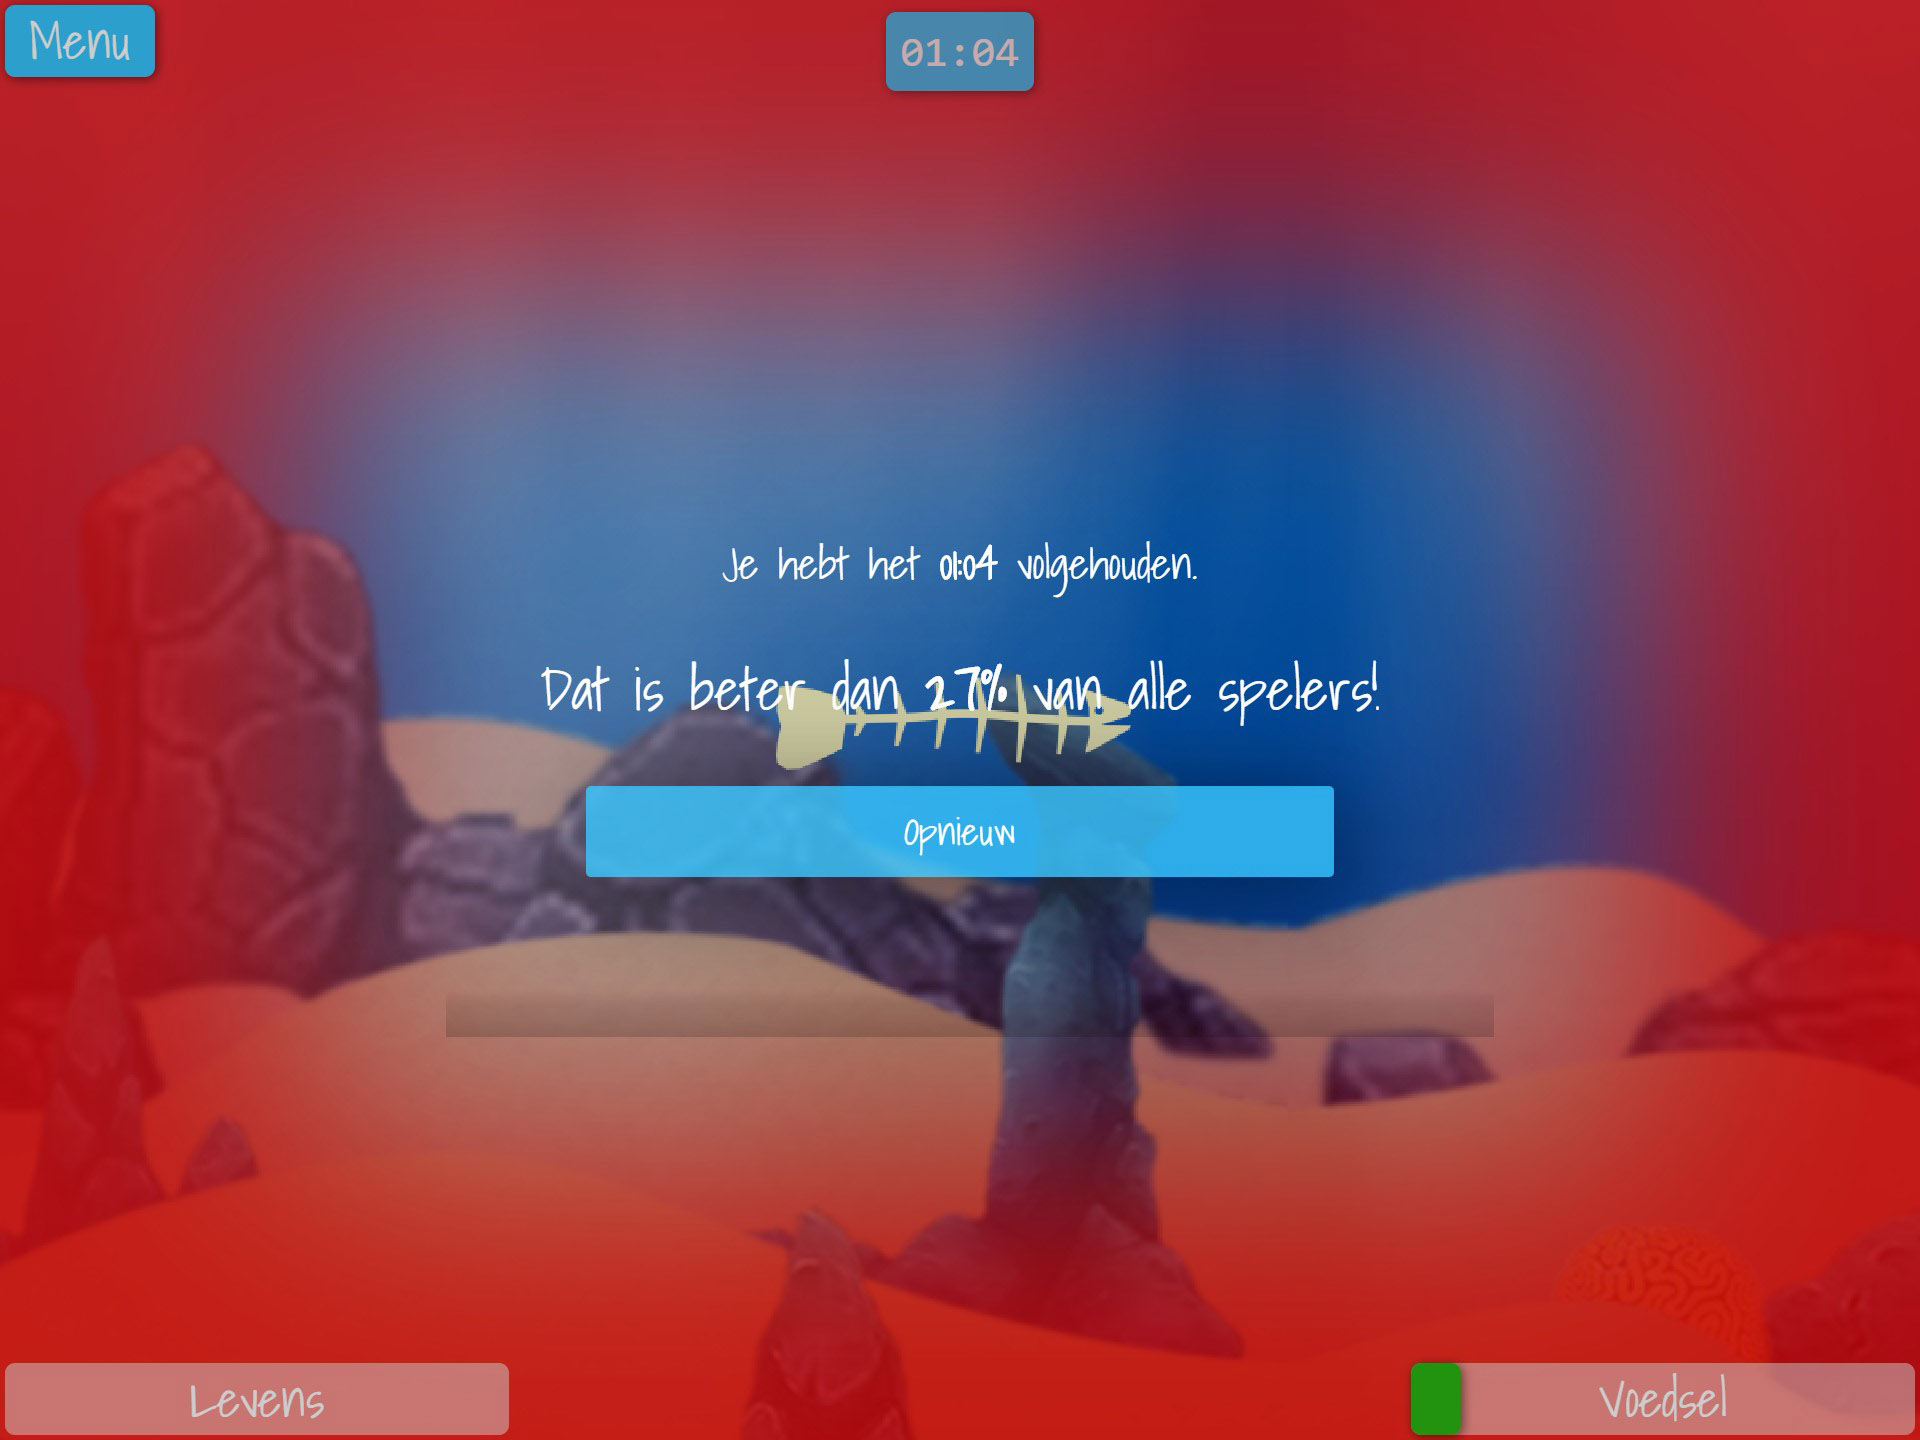 Menu
01:04
Je hebt het 01:04 volgehouden.
Dat is beter dan 27% van alle spelers!
Opnieuw
Levens
Voedsel